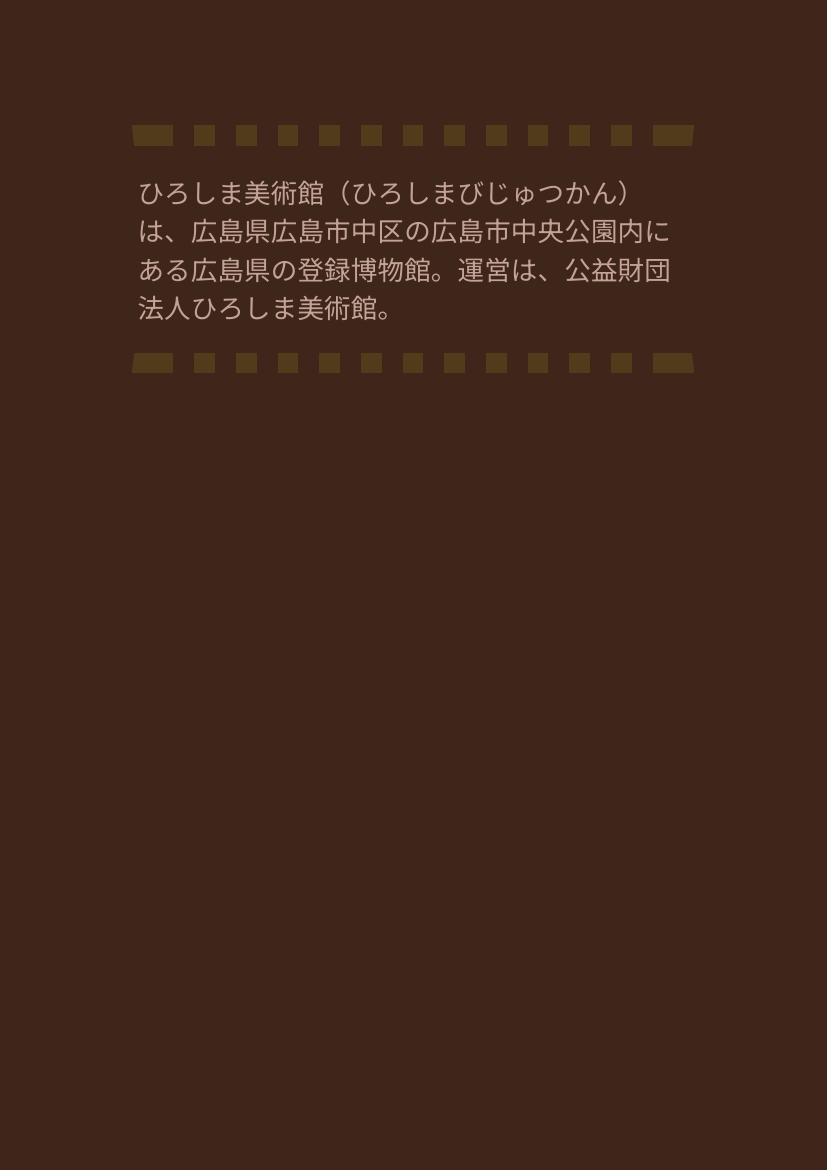 ひろしま美術館（ひろしまびじゅつかん）
は、広島県広島市中区の広島市中央公園内に
ある広島県の登録博物館。運営は、公益財団
法人ひろしま美術館。